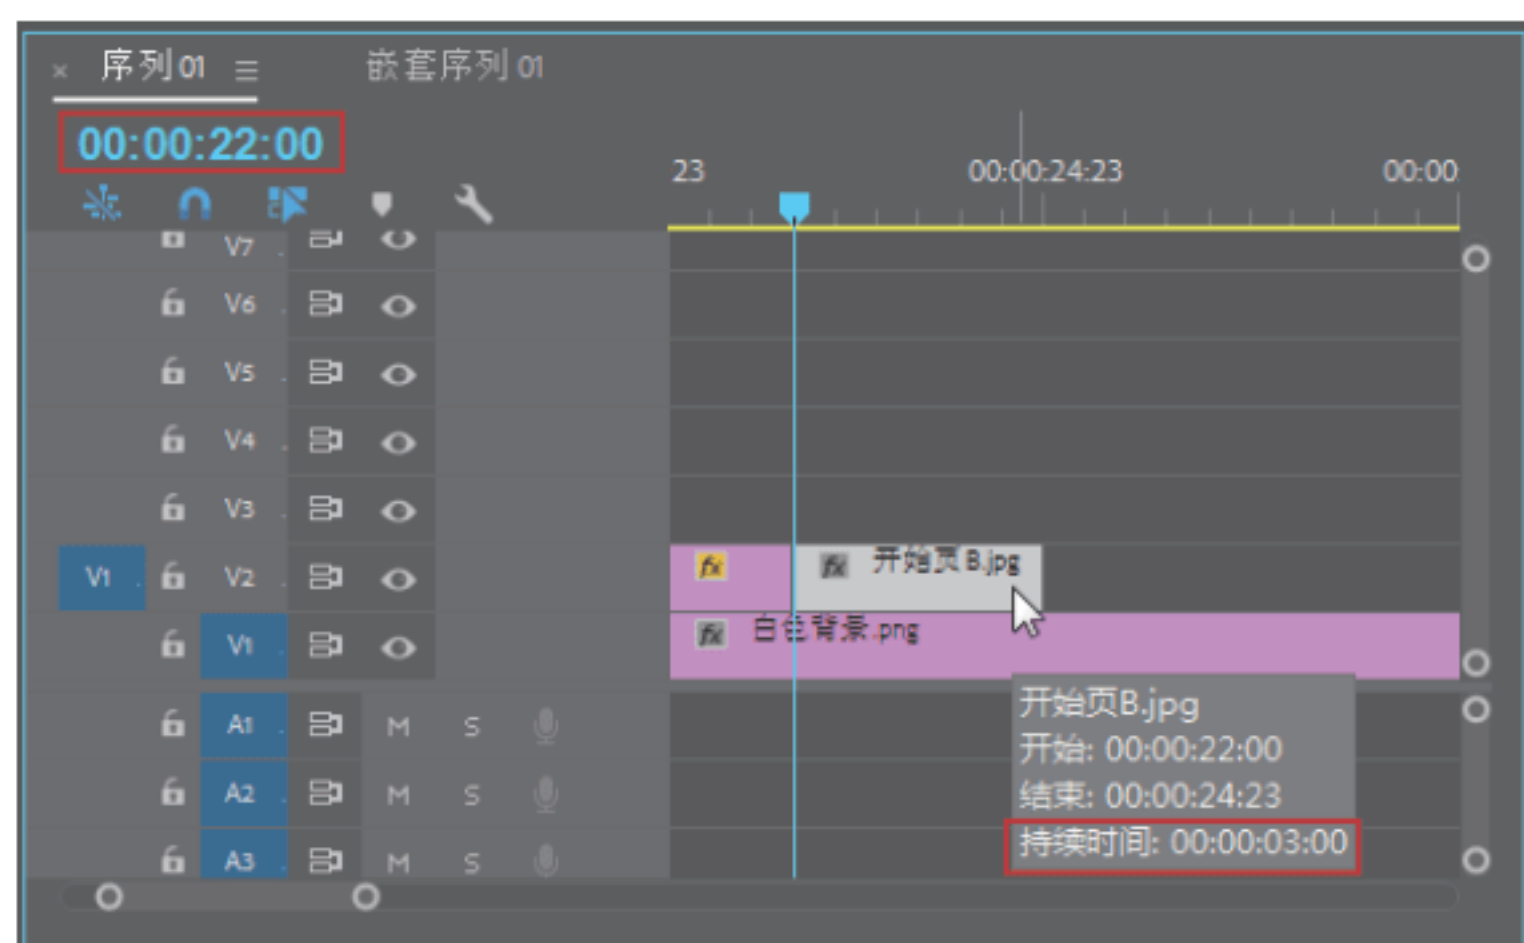 × 序列 01 ≡ 嵌套序列 01
00:00:22:00
23 00:00:24:23 00:00
V7
V6
V5
V4
V3
V1 V2 fx fx 开始页B.jpg
V1 fx 白色背景.png
开始页B.jpg
A1 M S
开始: 00:00:22:00
A2 M S
结束: 00:00:24:23
持续时间: 00:00:03:00
A3 M S